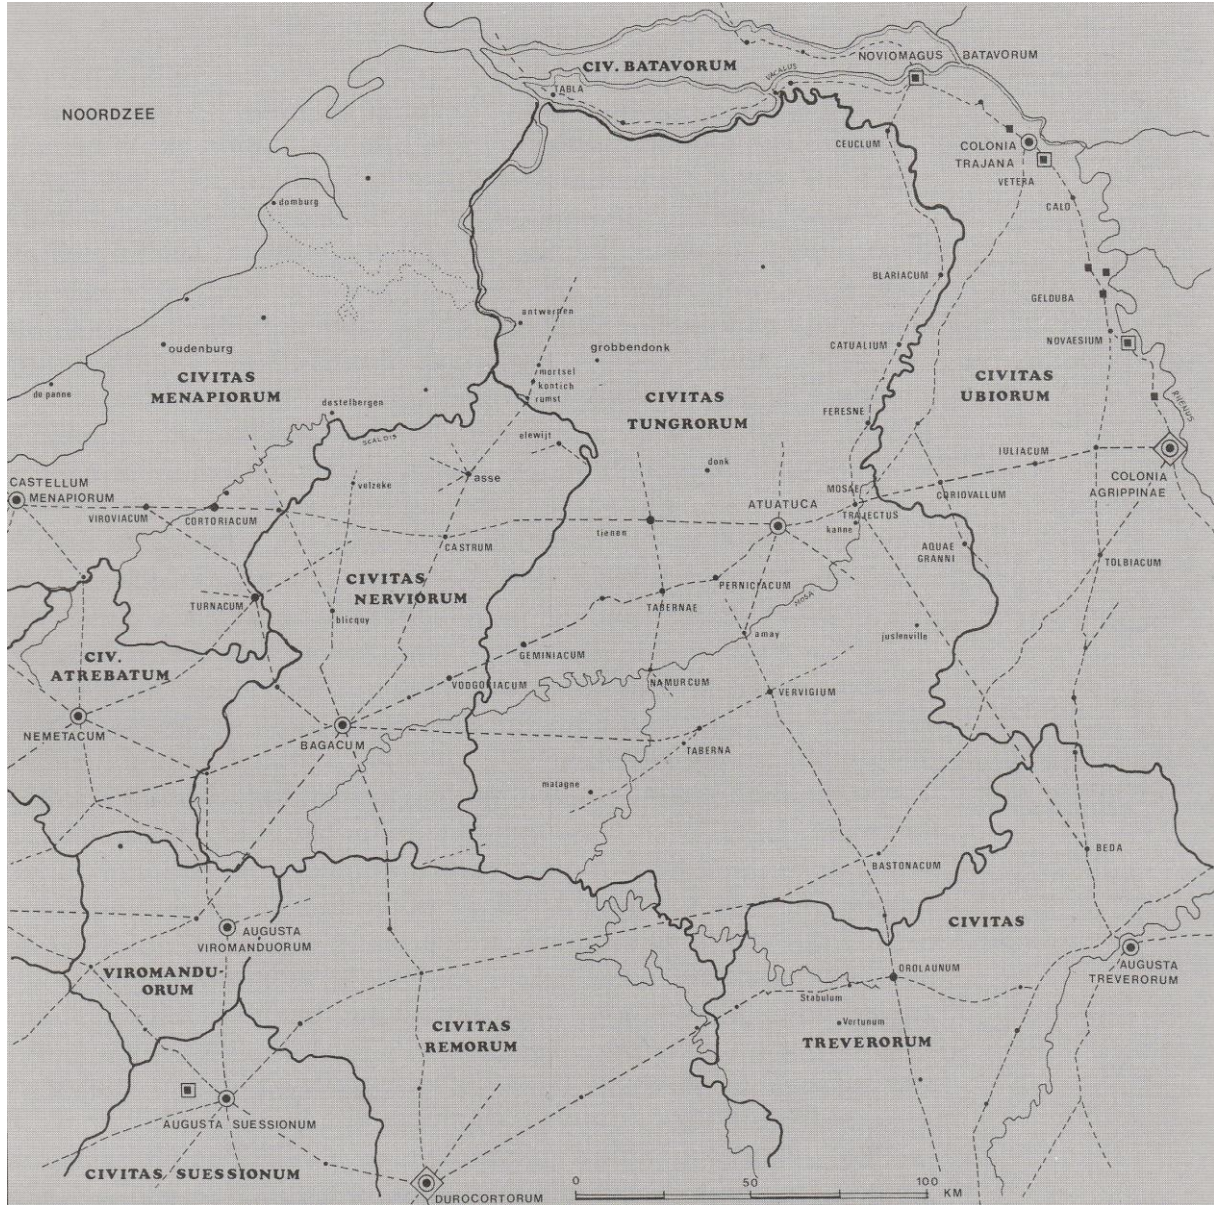 NOORDZEE
CIV. BATAVORUM
VACALUS
NOVIOMAGUS BATAVORUM
TABLA
CEUCLUM
COLONIA
TRAJANA
VETERA
CALO
domburg
BLARIACUM
GELDUBA
antwerpen
oudenburg
grobbendonk
CATUALIUM
NOVAESIUM
CIVITAS
MENAPIORUM
de panne
mortsel
kontich
rumst
CIVITAS
TUNGRORUM
CIVITAS
UBIORUM
RHENUS
destelbergen
SCALDIS
elewijt
FERESNE
donk
IULIACUM
COLONIA
AGRIPPINAE
CASTELLUM
MENAPIORUM
velzeke
asse
MOSAE
TRAJECTUS
CORIOVALLUM
VIROVIACUM
CORTORIACUM
ATUATUCA
tienen
kanne
CASTRUM
AQUAE
GRANNI
TOLBIACUM
CIVITAS
NERVIORUM
PERNICIACUM
MOSA
TURNACUM
TABERNAE
blicquy
amay
juslenville
CIV.
ATREBATUM
GEMINIACUM
VODGORIACUM
NAMURCUM
VERVIGIUM
NEMETACUM
BAGACUM
TABERNA
matagne
BASTONACUM
BEDA
AUGUSTA
VIROMANDUORUM
CIVITAS
TREVERORUM
VIROMANDU-
ORUM
OROLAUNUM
AUGUSTA
TREVERORUM
Stabulum
Vertunum
CIVITAS
REMORUM
AUGUSTA SUESSIONUM
CIVITAS SUESSIONUM
DUROCORTORUM
0 50 100
KM